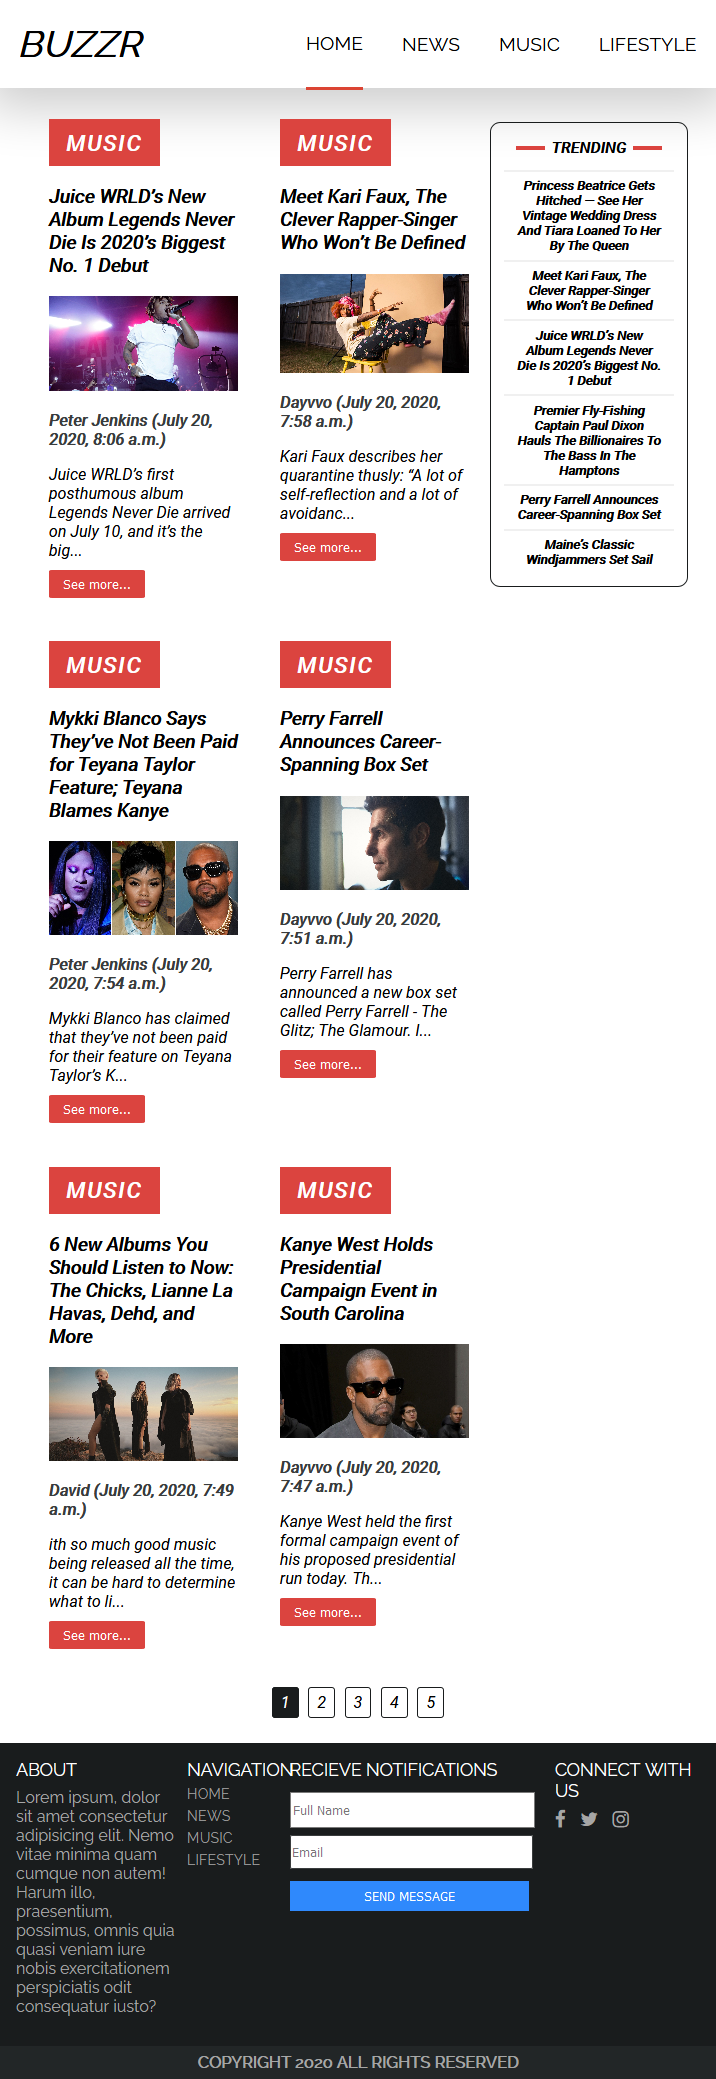 BUZZR
HOME NEWS MUSIC LIFESTYLE
MUSIC
Juice WRLD’s New
Album Legends Never
Die Is 2020’s Biggest
No. 1 Debut
Peter Jenkins (July 20,
2020, 8:06 a.m.)
Juice WRLD’s first
posthumous album
Legends Never Die arrived
on July 10, and it’s the
big...
See more...
MUSIC
Meet Kari Faux, The
Clever Rapper-Singer
Who Won’t Be Defined
Dayvvo (July 20, 2020,
7:58 a.m.)
Kari Faux describes her
quarantine thusly: “A lot of
self-reflection and a lot of
avoidanc...
See more...
TRENDING
Princess Beatrice Gets
Hitched — See Her
Vintage Wedding Dress
And Tiara Loaned To Her
By The Queen
Meet Kari Faux, The
Clever Rapper-Singer
Who Won’t Be Defined
Juice WRLD’s New
Album Legends Never
Die Is 2020’s Biggest No.
1 Debut
Premier Fly-Fishing
Captain Paul Dixon
Hauls The Billionaires To
The Bass In The
Hamptons
Perry Farrell Announces
Career-Spanning Box Set
Maine’s Classic
Windjammers Set Sail
MUSIC
Mykki Blanco Says
They’ve Not Been Paid
for Teyana Taylor
Feature; Teyana
Blames Kanye
Peter Jenkins (July 20,
2020, 7:54 a.m.)
Mykki Blanco has claimed
that they’ve not been paid
for their feature on Teyana
Taylor’s K...
See more...
MUSIC
Perry Farrell
Announces Career-
Spanning Box Set
Dayvvo (July 20, 2020,
7:51 a.m.)
Perry Farrell has
announced a new box set
called Perry Farrell - The
Glitz; The Glamour. I...
See more...
MUSIC
6 New Albums You
Should Listen to Now:
The Chicks, Lianne La
Havas, Dehd, and
More
David (July 20, 2020, 7:49
a.m.)
ith so much good music
being released all the time,
it can be hard to determine
what to li...
See more...
MUSIC
Kanye West Holds
Presidential
Campaign Event in
South Carolina
Dayvvo (July 20, 2020,
7:47 a.m.)
Kanye West held the first
formal campaign event of
his proposed presidential
run today. Th...
See more...
1 2 3 4 5
ABOUT
Lorem ipsum, dolor
sit amet consectetur
adipisicing elit. Nemo
vitae minima quam
cumque non autem!
Harum illo,
praesentium,
possimus, omnis quia
quasi veniam iure
nobis exercitationem
perspiciatis odit
consequatur iusto?
NAVIGATION
HOME
NEWS
MUSIC
LIFESTYLE
RECIEVE NOTIFICATIONS
Full Name
Email
SEND MESSAGE
CONNECT WITH
US
COPYRIGHT 2020 ALL RIGHTS RESERVED